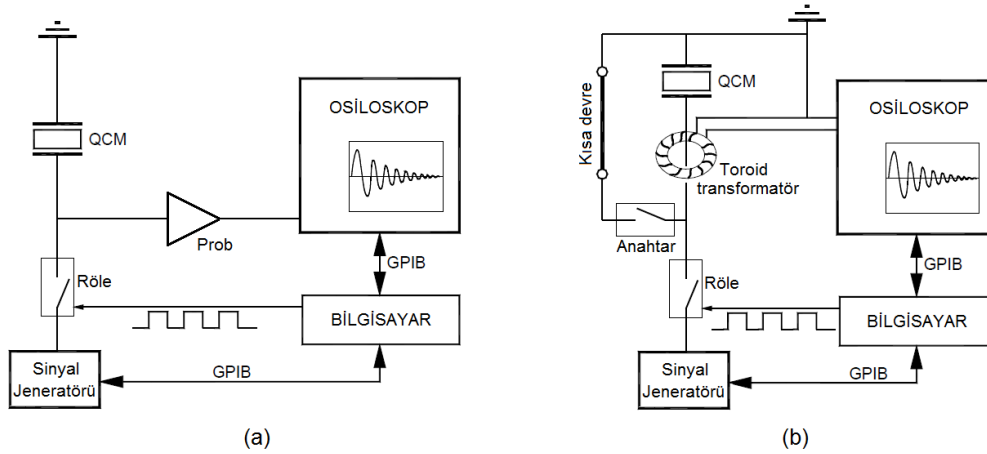 QCM
OSİLOSKOP
Prob
GPIB
Röle
BİLGİSAYAR
Sinyal
Jeneratörü
GPIB
(a)
Kısa devre
QCM
OSİLOSKOP
Toroid
transformatör
Anahtar
GPIB
Röle
BİLGİSAYAR
Sinyal
Jeneratörü
GPIB
(b)